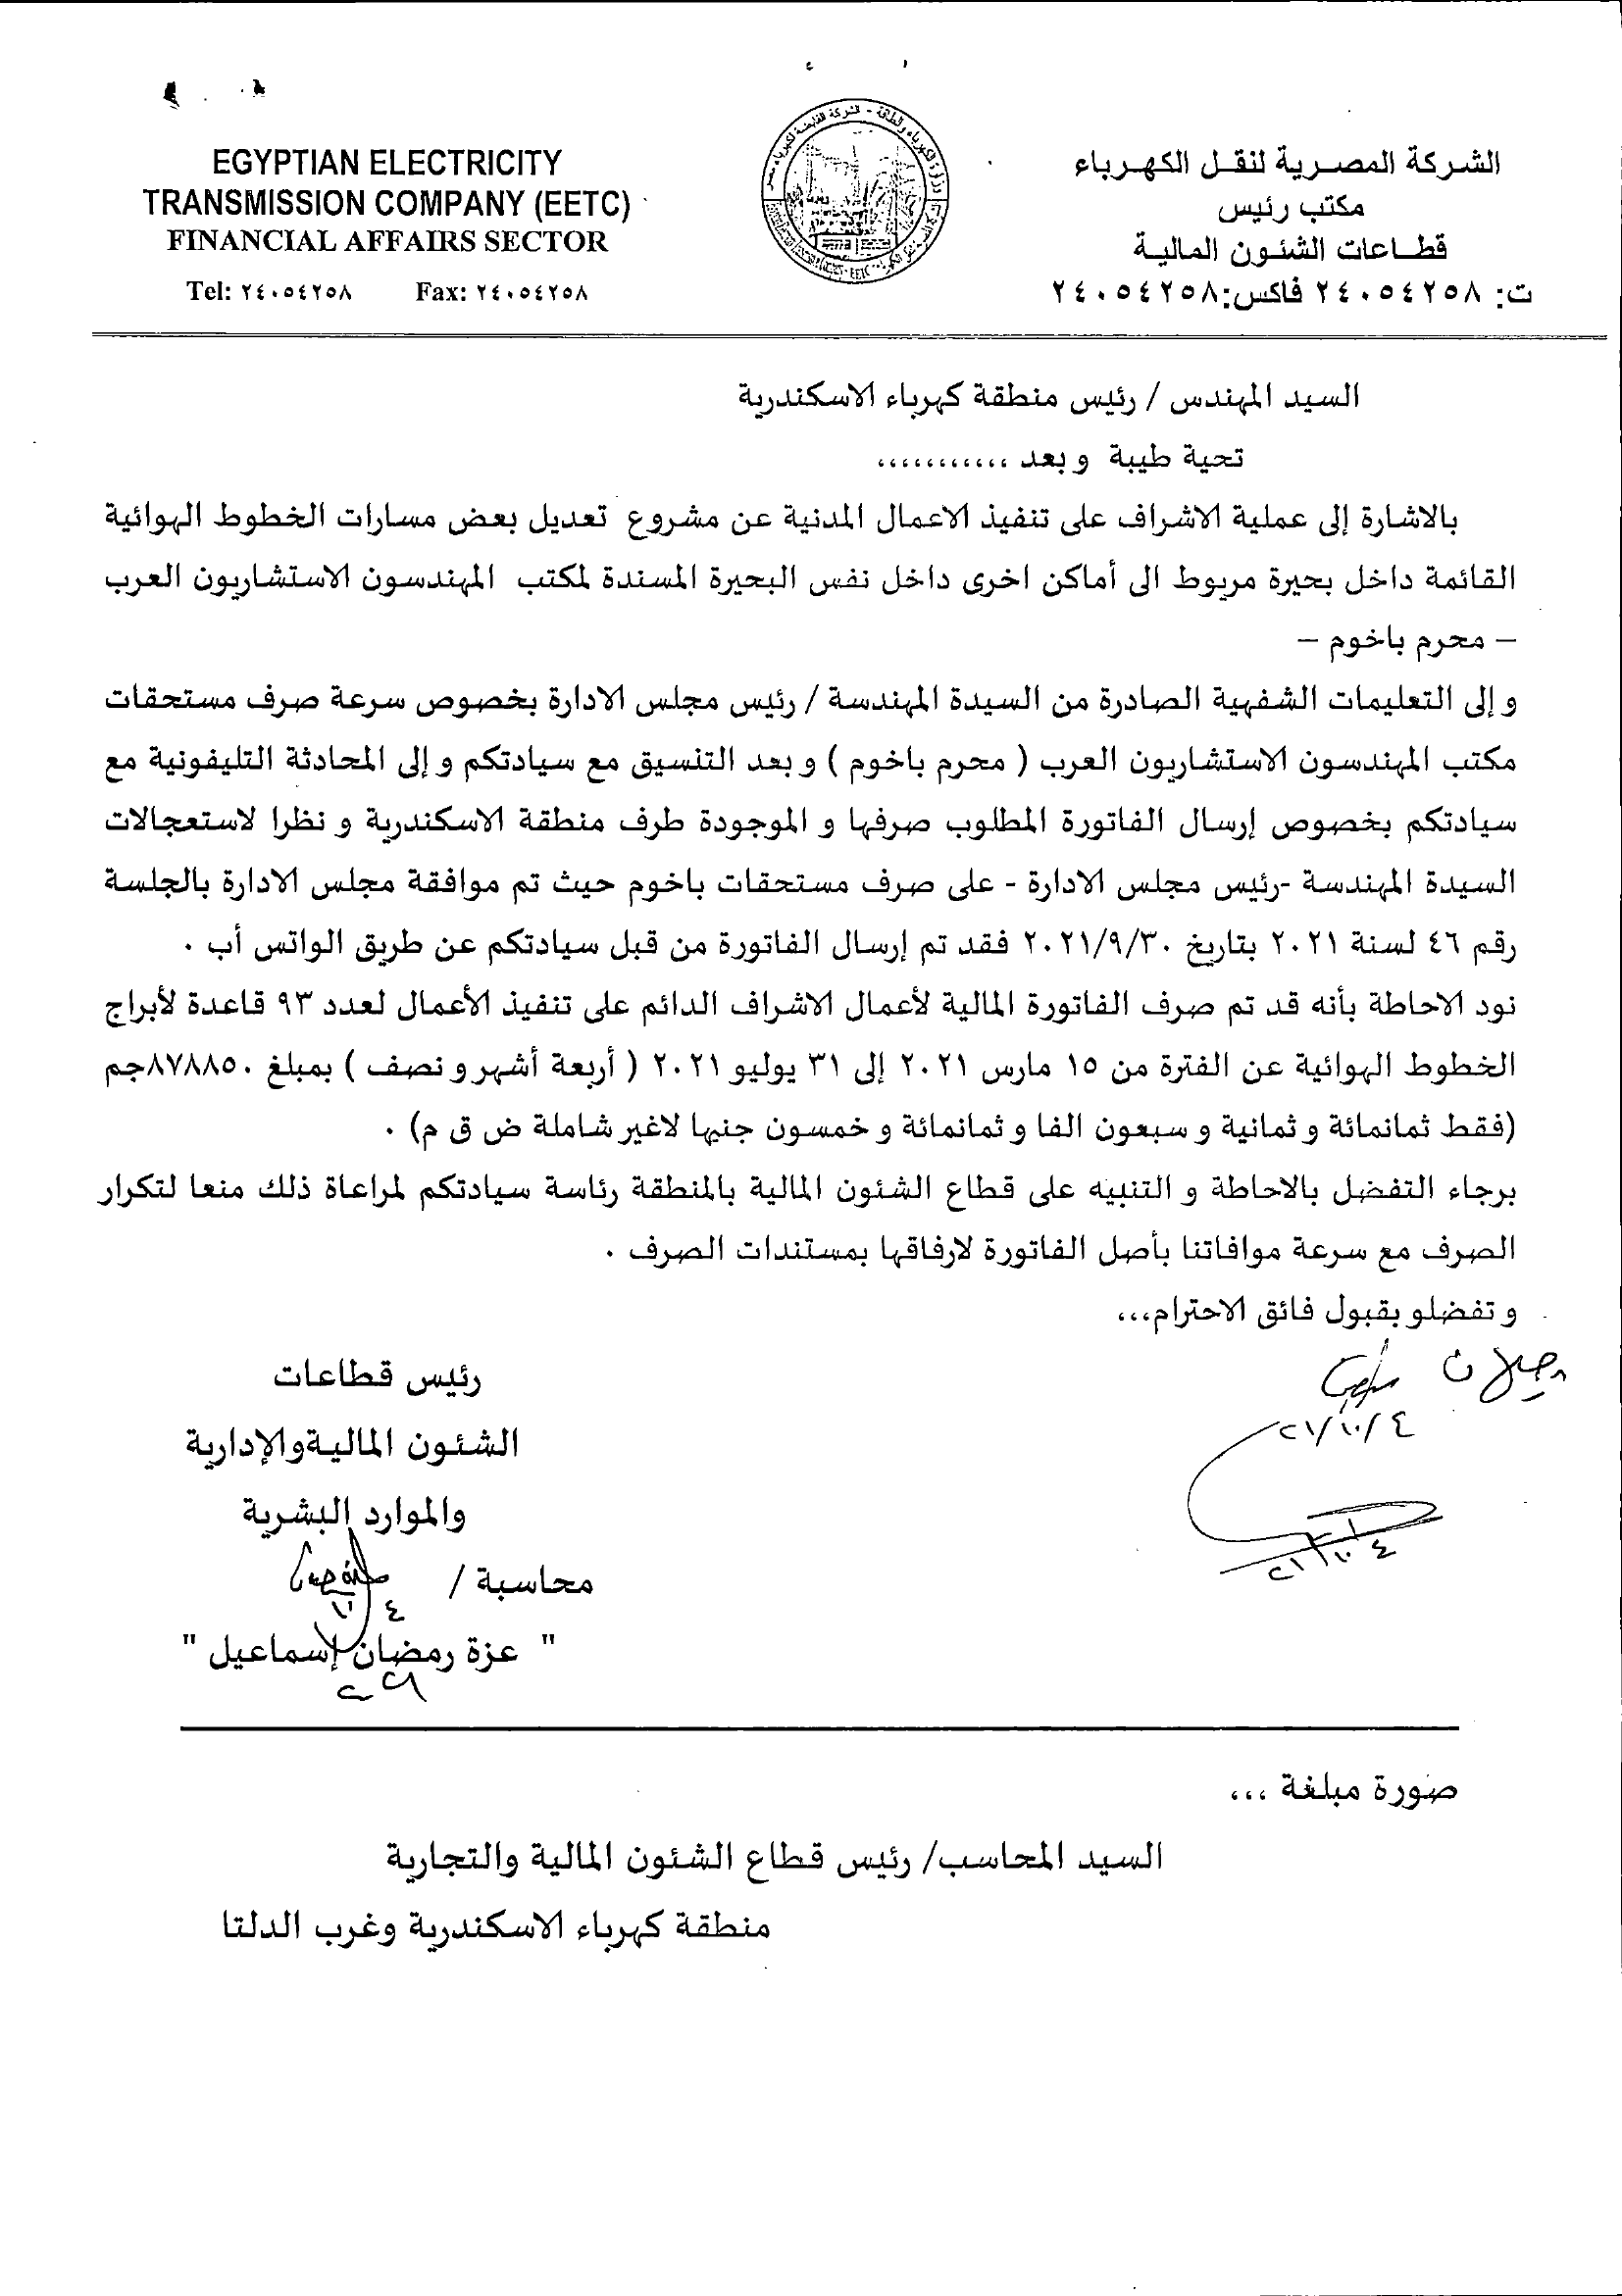 EGYPTIAN ELECTRICITY
TRANSMISSION COMPANY (EETC)
FINANCIAL AFFAIRS SECTOR
Tel: ٢٤٠٥٤٢٥٨ Fax: ٢٤٠٥٤٢٥٨
الشركة المصرية لنقل الكهرباء
مكتب رئيس
قطاعات الشئون المالية
ت: ٢٤٠٥٤٢٥٨ فاكس:٢٤٠٥٤٢٥٨
السيد المهندس / رئيس منطقة كهرباء الاسكندرية
تحية طيبة و بعد ،،،،،،،،،،،
بالاشارة إلى عملية الاشراف على تنفيذ الاعمال المدنية عن مشروع تعديل بعض مسارات الخطوط الهوائية
القائمة داخل بحيرة مريوط الى أماكن اخرى داخل نفس البحيرة المسندة لمكتب المهندسون الاستشاريون العرب
– محرم باخوم –
و إلى التعليمات الشفهية الصادرة من السيدة المهندسة / رئيس مجلس الادارة بخصوص سرعة صرف مستحقات
مكتب المهندسون الاستشاريون العرب ( محرم باخوم ) و بعد التنسيق مع سيادتكم و إلى المحادثة التليفونية مع
سيادتكم بخصوص إرسال الفاتورة المطلوب صرفها و الموجودة طرف منطقة الاسكندرية و نظرا لاستعجالات
السيدة المهندسة -رئيس مجلس الادارة - على صرف مستحقات باخوم حيث تم موافقة مجلس الادارة بالجلسة
رقم ٤٦ لسنة ٢٠٢١ بتاريخ ٢٠٢١/٩/٣٠ فقد تم إرسال الفاتورة من قبل سيادتكم عن طريق الواتس أب .
نود الاحاطة بأنه قد تم صرف الفاتورة المالية لأعمال الاشراف الدائم على تنفيذ الأعمال لعدد ٩٣ قاعدة لأبراج
الخطوط الهوائية عن الفترة من ١٥ مارس ٢٠٢١ إلى ٣١ يوليو ٢٠٢١ ( أربعة أشهر و نصف ) بمبلغ ٨٧٨٨٥٠جم
(فقط ثمانمائة و ثمانية و سبعون الفا و ثمانمائة و خمسون جنيها لاغير شاملة ض ق م) .
برجاء التفضل بالاحاطة و التنبيه على قطاع الشئون المالية بالمنطقة رئاسة سيادتكم لمراعاة ذلك منعا لتكرار
الصرف مع سرعة موافاتنا بأصل الفاتورة لارفاقها بمستندات الصرف .
و تفضلو بقبول فائق الاحترام،،،
٢١/١٠/٤
رئيس قطاعات
الشئون الماليةوالإدارية
والموارد البشرية
محاسبة /
" عزة رمضان إسماعيل "
صورة مبلغة ،،،
السيد المحاسب/ رئيس قطاع الشئون المالية والتجارية
منطقة كهرباء الاسكندرية وغرب الدلتا